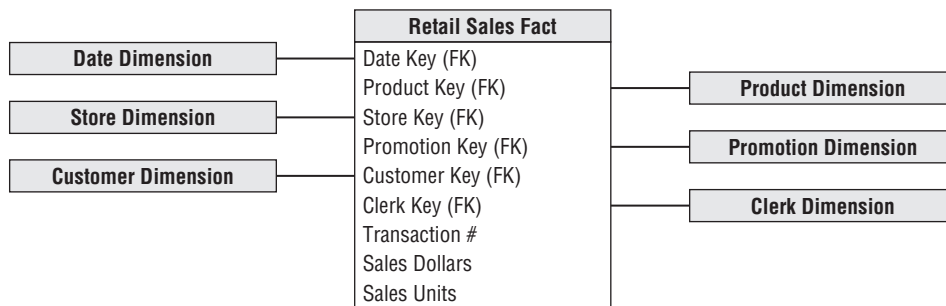 Retail Sales Fact
Date Key (FK)
Product Key (FK)
Store Key (FK)
Promotion Key (FK)
Customer Key (FK)
Clerk Key (FK)
Transaction #
Sales Dollars
Sales Units
Date Dimension
Store Dimension
Customer Dimension
Product Dimension
Promotion Dimension
Clerk Dimension